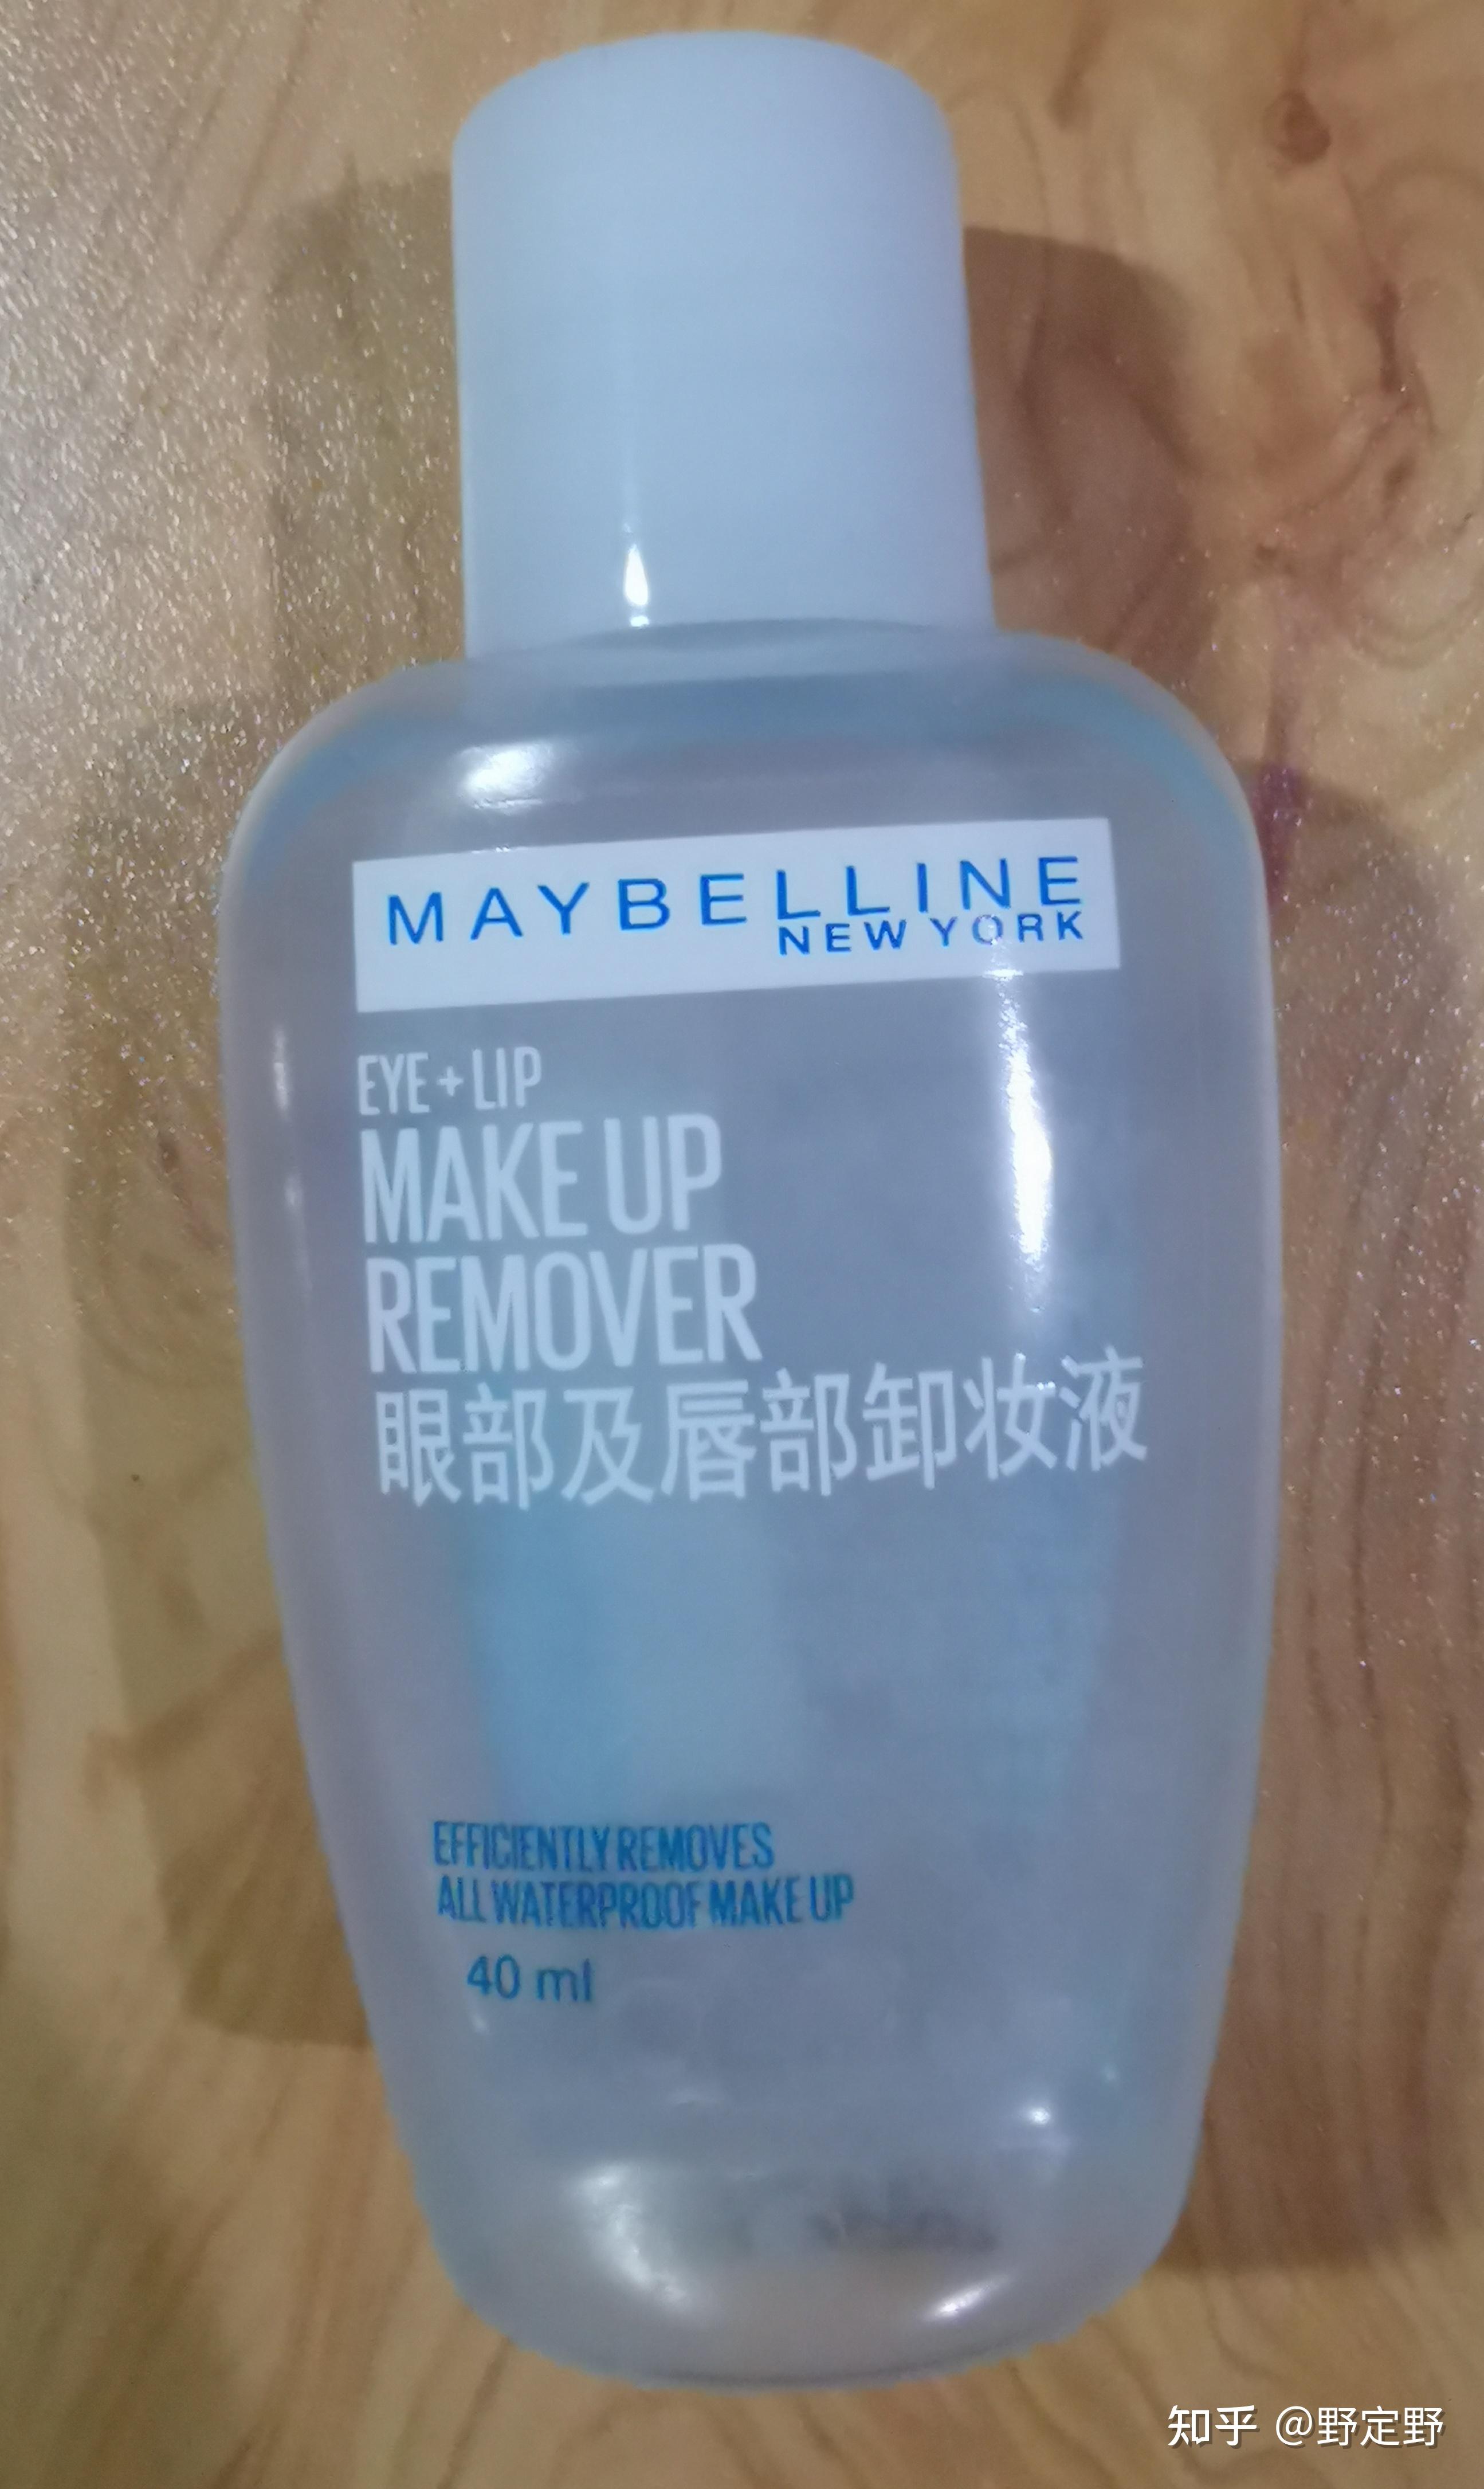 MAYBELLINE
NEW YORK
EYE + LIP
MAKE UP
REMOVER
眼部及唇部卸妆液
EFFICIENTLY REMOVES
ALL WATERPROOF MAKE UP
40 ml
知乎 @野定野